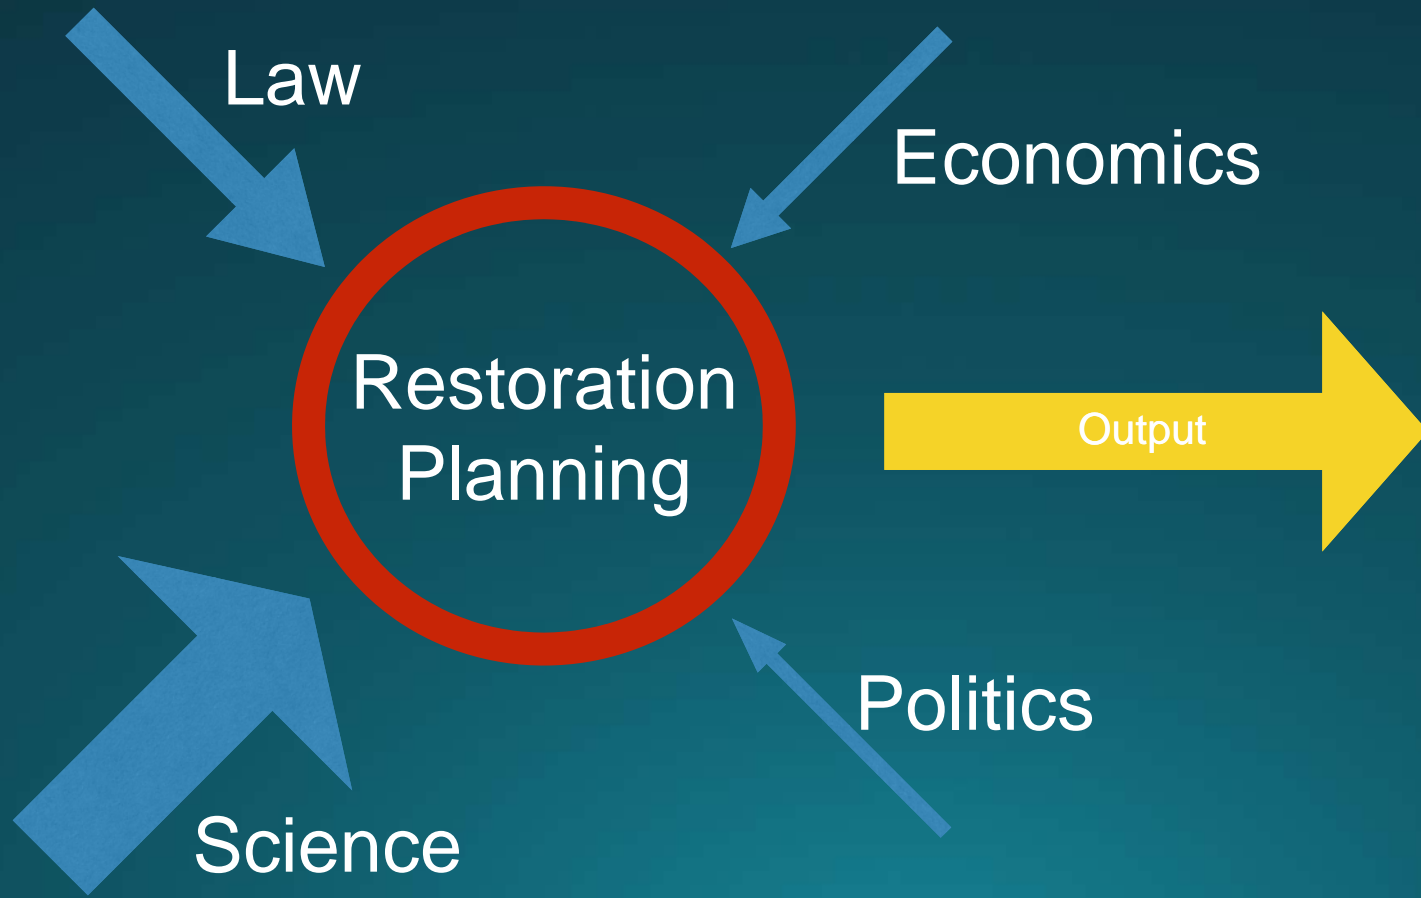 Law
Economics
Restoration
Planning
Output
Politics
Science